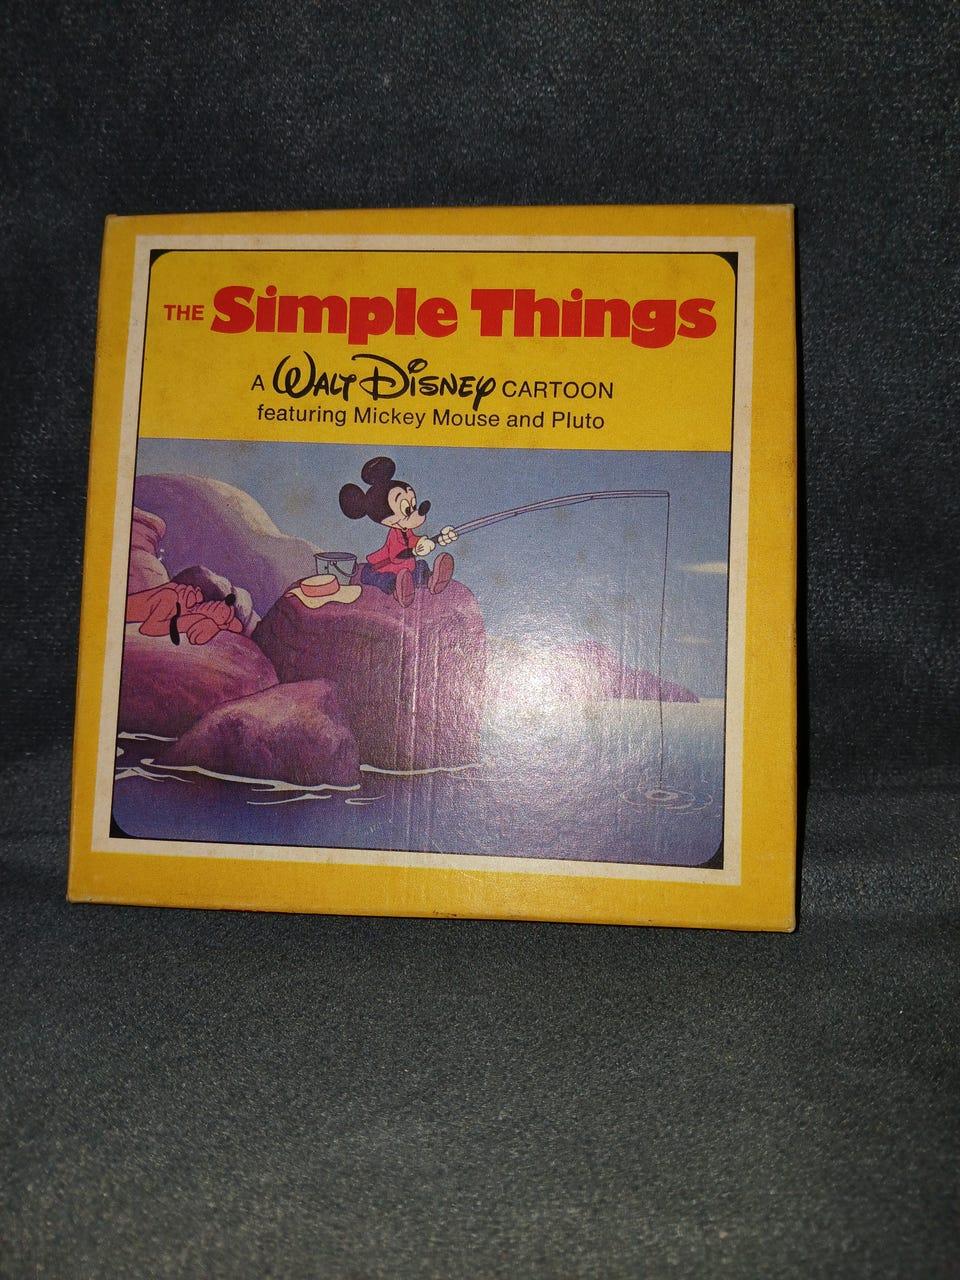 THE Simple Things
A WALT DISNEY CARTOON
featuring Mickey Mouse and Pluto